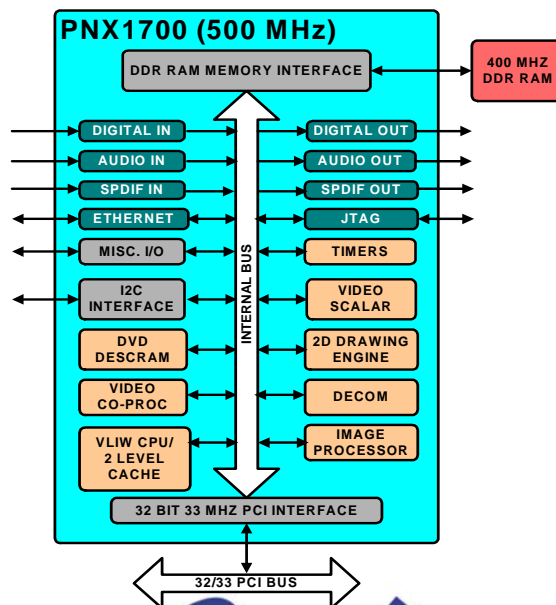 PNX1700 (500 MHz)
DDR RAM MEMORY INTERFACE
400 MHZ
DDR RAM
DIGITAL IN
DIGITAL OUT
AUDIO IN
AUDIO OUT
SPDIF IN
SPDIF OUT
ETHERNET
JTAG
MISC. I/O
TIMERS
INTERNAL BUS
I2C
INTERFACE
VIDEO
SCALAR
DVD
DESCRAM
2D DRAWING
ENGINE
VIDEO
CO-PROC
DECOM
VLIW CPU/
2 LEVEL
CACHE
IMAGE
PROCESSOR
32 BIT 33 MHZ PCI INTERFACE
32/33 PCI BUS